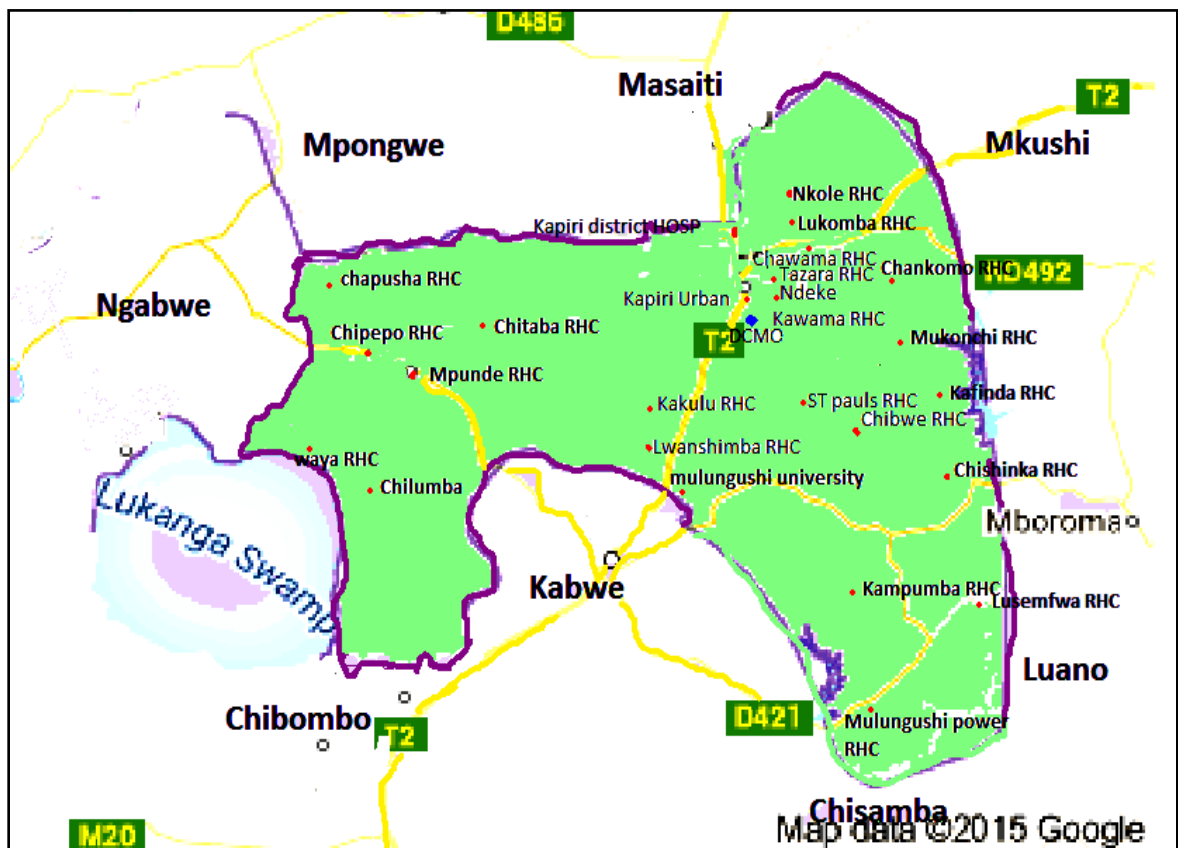 D486
Masaiti
T2
Mpongwe
Mkushi
Nkole RHC
Kapiri district HOSP
Lukomba RHC
Chawama RHC
Chankomo RHC
RD492
chapusha RHC
Tazara RHC
Ngabwe
Kapiri Urban
Ndeke
Chipepo RHC
Chitaba RHC
Kawama RHC
T2
DCMO
Mukonchi RHC
Mpunde RHC
Kakulu RHC
ST pauls RHC
Kafinda RHC
Chibwe RHC
waya RHC
Lwanshimba RHC
Chilumba
mulungushi university
Chishinka RHC
Lukanga Swamp
Mboroma
Kabwe
Kampumba RHC
Lusemfwa RHC
Luano
Chibombo
T2
D421
Mulungushi power
RHC
Chisamba
M20
Map data ©2015 Google